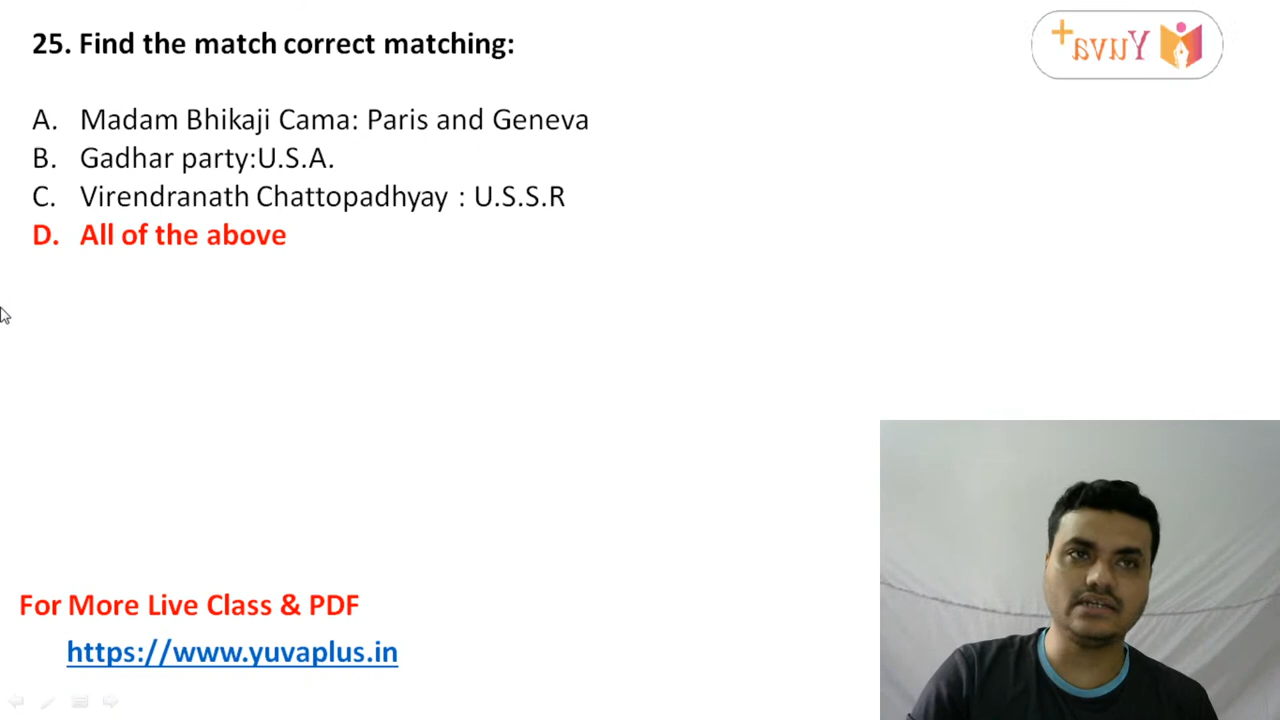 25. Find the match correct matching:
Yuva+
A. Madam Bhikaji Cama: Paris and Geneva
B. Gadhar party:U.S.A.
C. Virendranath Chattopadhyay : U.S.S.R
D. All of the above
For More Live Class & PDF
https://www.yuvaplus.in